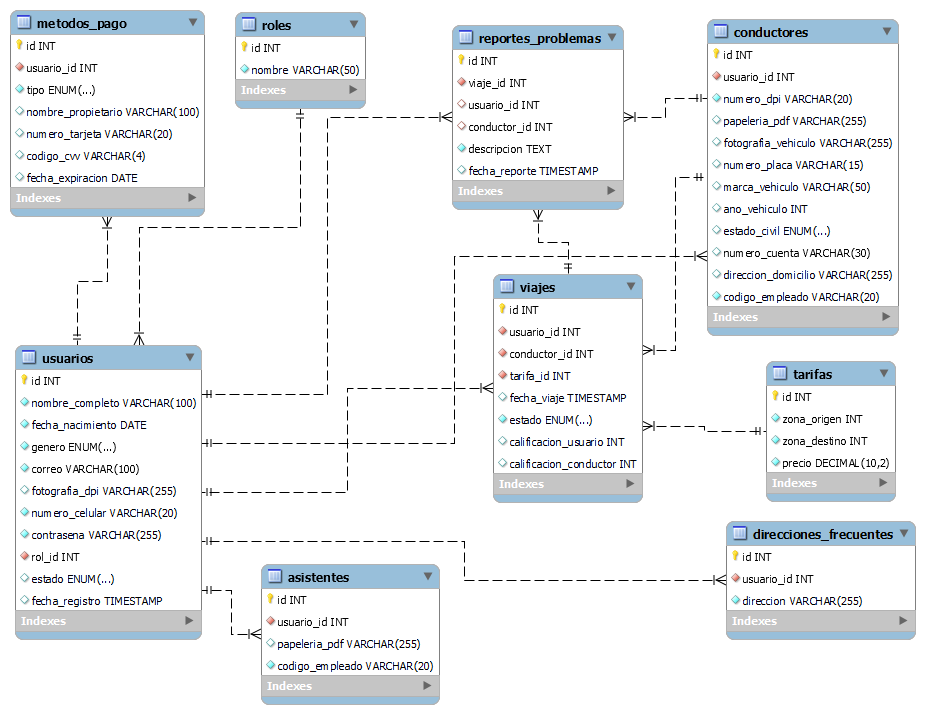 metodos_pago
id INT
usuario_id INT
tipo ENUM(...)
nombre_propietario VARCHAR(100)
numero_tarjeta VARCHAR(20)
codigo_cvv VARCHAR(4)
fecha_expiracion DATE
Indexes
roles
id INT
nombre VARCHAR(50)
Indexes
reportes_problemas
id INT
viaje_id INT
usuario_id INT
conductor_id INT
descripcion TEXT
fecha_reporte TIMESTAMP
Indexes
conductores
id INT
usuario_id INT
numero_dpi VARCHAR(20)
papeleria_pdf VARCHAR(255)
fotografia_vehiculo VARCHAR(255)
numero_placa VARCHAR(15)
marca_vehiculo VARCHAR(50)
ano_vehiculo INT
estado_civil ENUM(...)
numero_cuenta VARCHAR(30)
direccion_domicilio VARCHAR(255)
codigo_empleado VARCHAR(20)
Indexes
usuarios
id INT
nombre_completo VARCHAR(100)
fecha_nacimiento DATE
genero ENUM(...)
correo VARCHAR(100)
fotografia_dpi VARCHAR(255)
numero_celular VARCHAR(20)
contrasena VARCHAR(255)
rol_id INT
estado ENUM(...)
fecha_registro TIMESTAMP
Indexes
viajes
id INT
usuario_id INT
conductor_id INT
tarifa_id INT
fecha_viaje TIMESTAMP
estado ENUM(...)
calificacion_usuario INT
calificacion_conductor INT
Indexes
tarifas
id INT
zona_origen INT
zona_destino INT
precio DECIMAL(10,2)
Indexes
asistentes
id INT
usuario_id INT
papeleria_pdf VARCHAR(255)
codigo_empleado VARCHAR(20)
Indexes
direcciones_frecuentes
id INT
usuario_id INT
direccion VARCHAR(255)
Indexes